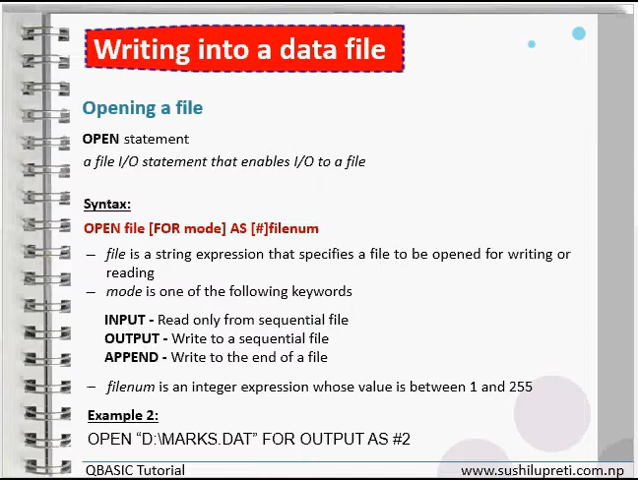 Writing into a data file
Opening a file
OPEN statement
a file I/O statement that enables I/O to a file
Syntax:
OPEN file [FOR mode] AS [#]filenum
– file is a string expression that specifies a file to be opened for writing or
reading
– mode is one of the following keywords
INPUT - Read only from sequential file
OUTPUT - Write to a sequential file
APPEND - Write to the end of a file
– filenum is an integer expression whose value is between 1 and 255
Example 2:
OPEN “D:\MARKS.DAT” FOR OUTPUT AS #2
QBASIC Tutorial
www.sushilupreti.com.np